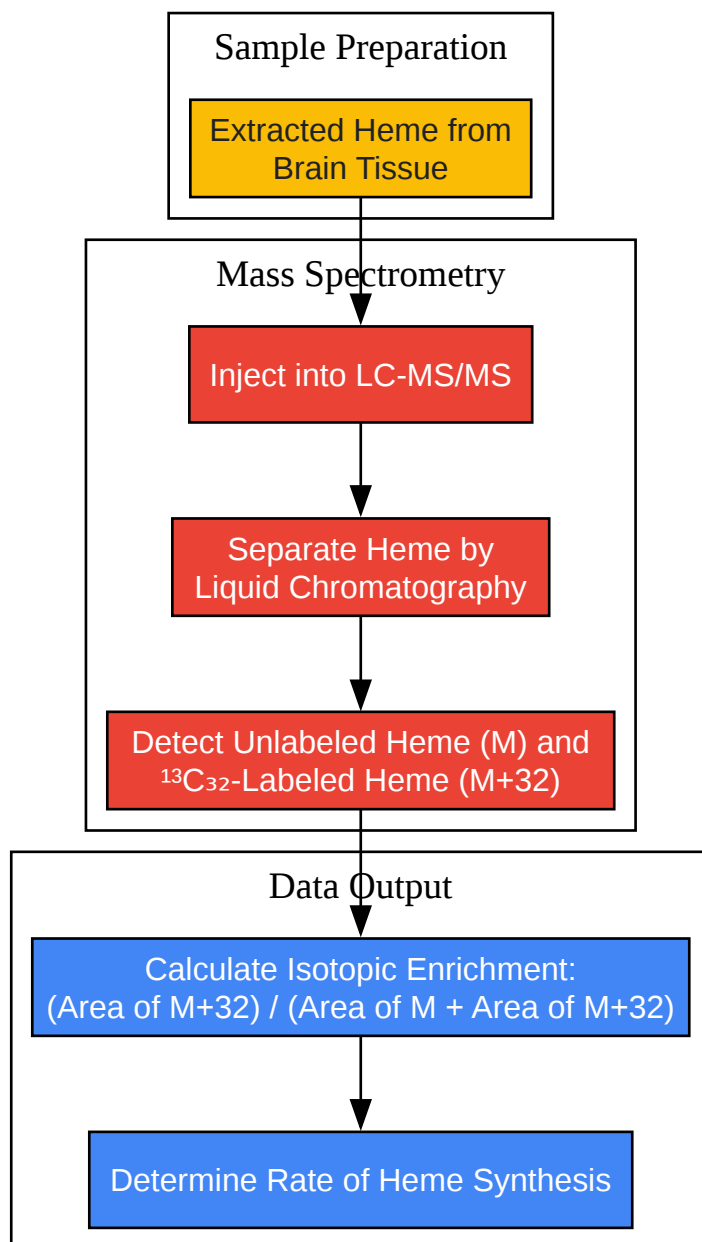 Sample Preparation
Extracted Heme from
Brain Tissue
Mass Spectrometry
Inject into LC-MS/MS
Separate Heme by
Liquid Chromatography
Detect Unlabeled Heme (M) and
¹³C₃₂-Labeled Heme (M+32)
Data Output
Calculate Isotopic Enrichment:
(Area of M+32) / (Area of M + Area of M+32)
Determine Rate of Heme Synthesis